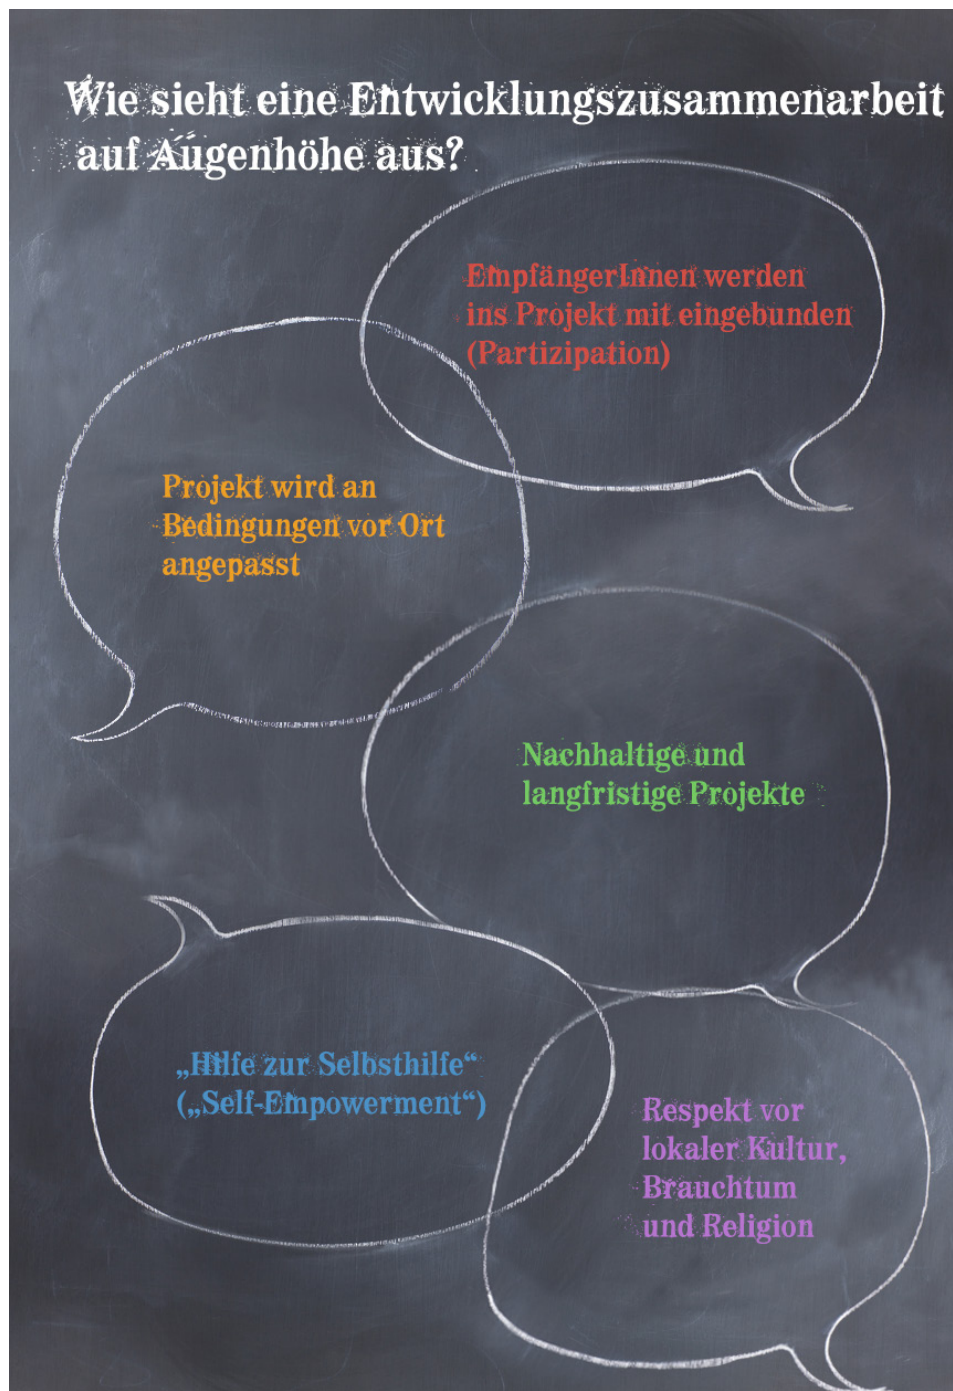 Wie sieht eine Entwicklungszusammenarbeit
auf Augenhöhe aus?
EmpfängerInnen werden
ins Projekt mit eingebunden
(Partizipation)
Projekt wird an
Bedingungen vor Ort
angepasst
Nachhaltige und
langfristige Projekte
„Hilfe zur Selbsthilfe“
(„Self-Empowerment“)
Respekt vor
lokaler Kultur,
Brauchtum
und Religion